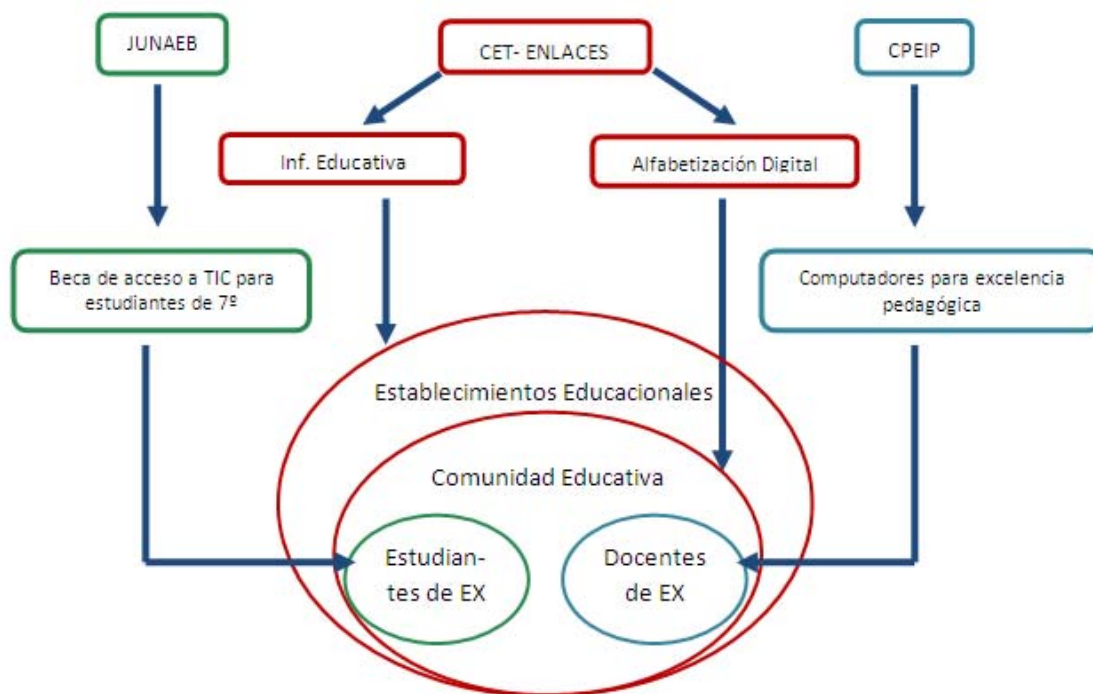 JUNAEB
CET- ENLACES
CPEIP
Inf. Educativa
Alfabetización Digital
Beca de acceso a TIC para
estudiantes de 7º
Computadores para excelencia
pedagógica
Establecimientos Educacionales
Comunidad Educativa
Estudian-
tes de EX
Docentes
de EX